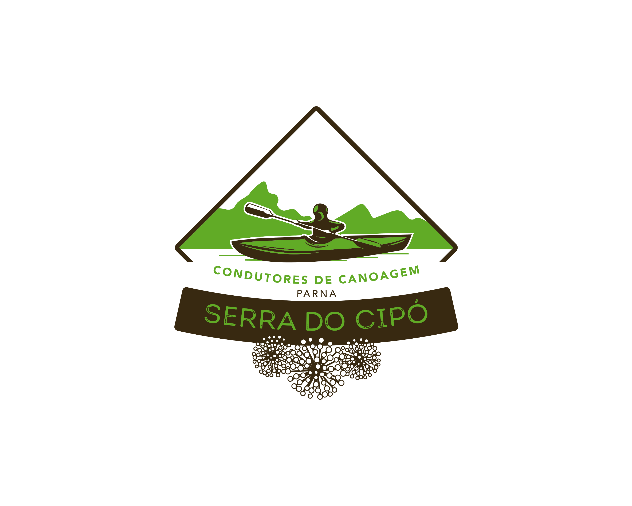 CONDUTORES DE CANOAGEM
PARNA
SERRA DO CIPÓ